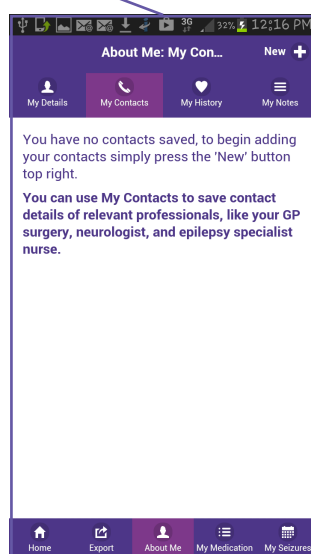 3G 32% 12:16 PM
About Me: My Con... New
My Details My Contacts My History My Notes
You have no contacts saved, to begin adding
your contacts simply press the 'New' button
top right.
You can use My Contacts to save contact
details of relevant professionals, like your GP
surgery, neurologist, and epilepsy specialist
nurse.
Home Export About Me My Medication My Seizures